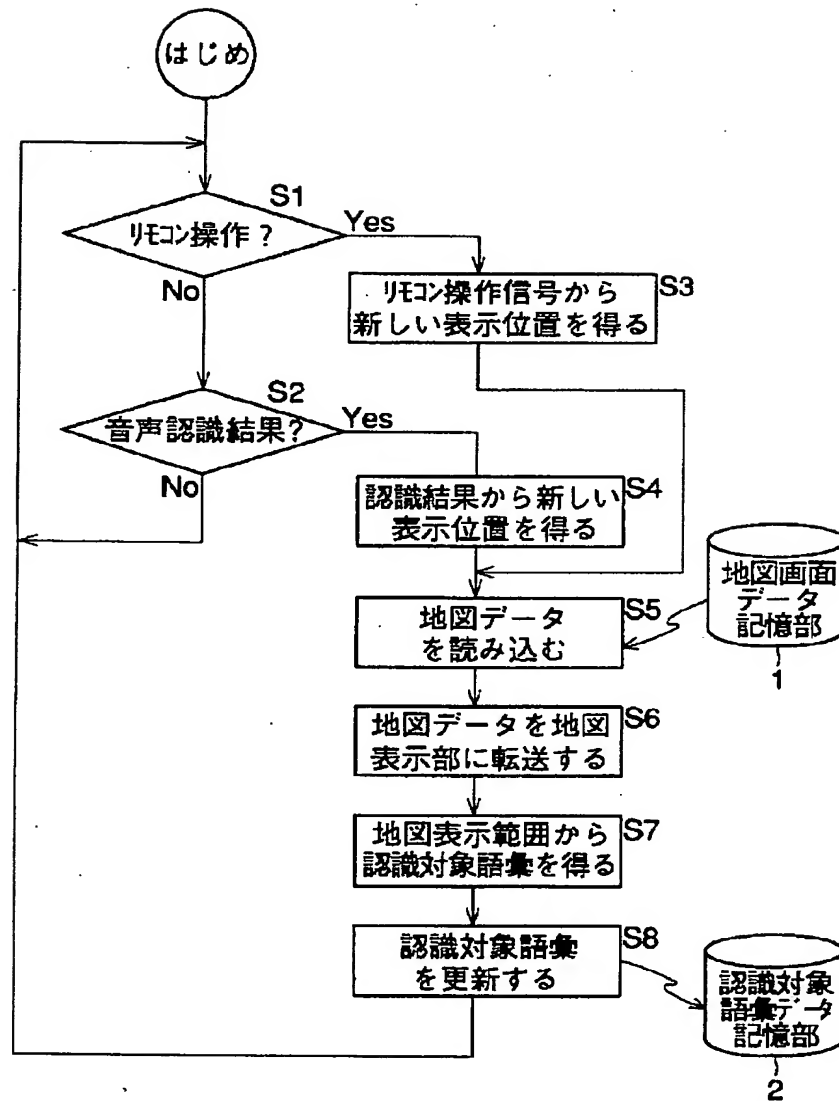 はじめ
S1
リモコン操作？
Yes
No
リモコン操作信号から
新しい表示位置を得る
S3
S2
音声認識結果？
Yes
No
認識結果から新しい
表示位置を得る
S4
地図データ
を読み込む
S5
地図画面
データ
記憶部
1
地図データを地図
表示部に転送する
S6
地図表示範囲から
認識対象語彙を得る
S7
認識対象語彙
を更新する
S8
認識対象
語彙データ
記憶部
2